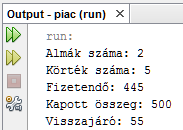 Output - piac (run)
run:
Almák száma: 2
Körték száma: 5
Fizetendő: 445
Kapott összeg: 500
Visszajáró: 55